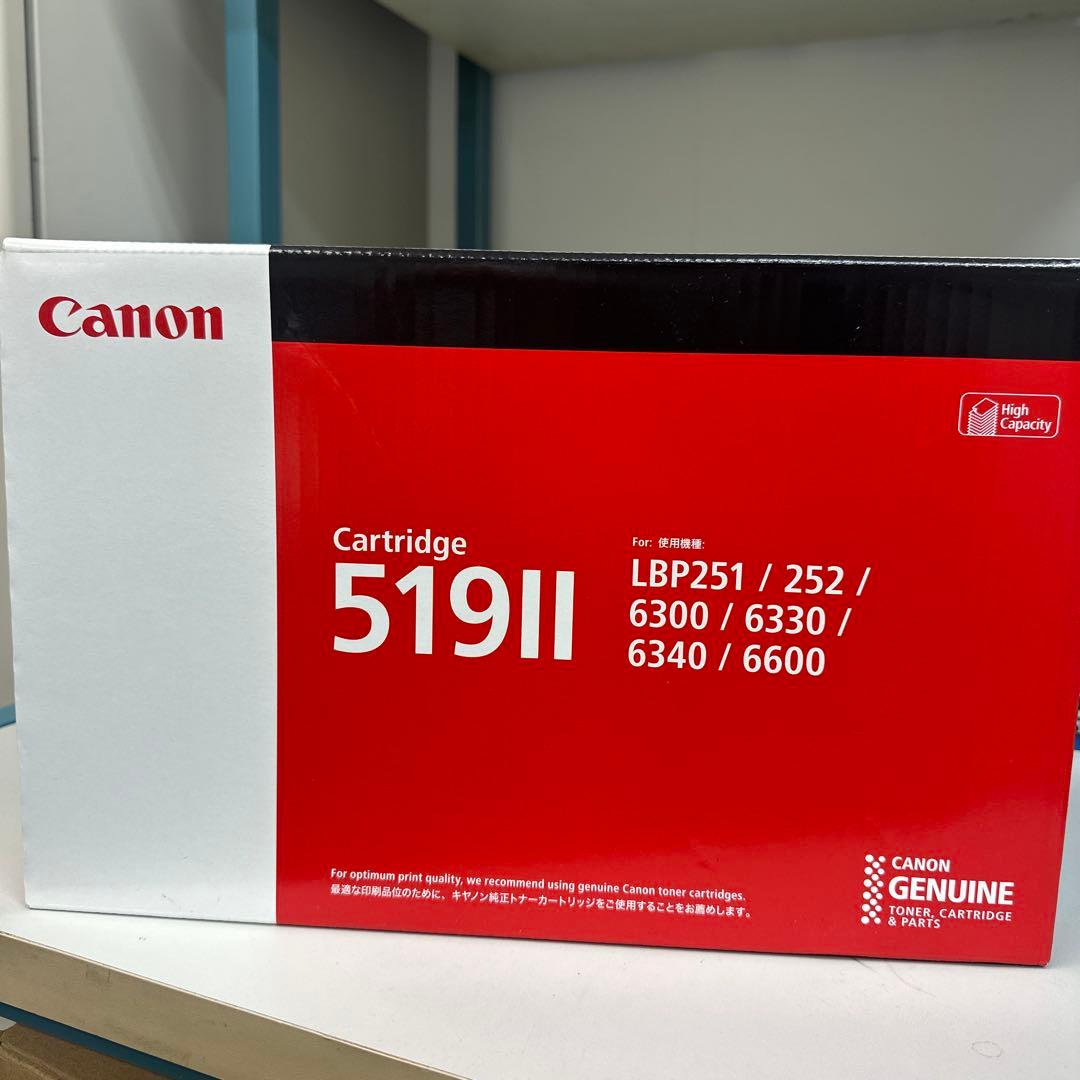 Canon
High
Capacity
Cartridge
519II
For: 使用機種:
LBP251 / 252 /
6300 / 6330 /
6340 / 6600
For optimum print quality, we recommend using genuine Canon toner cartridges.
最適な印刷品位のために、キヤノン純正トナーカートリッジをご使用することをお薦めします。
CANON
GENUINE
TONER, CARTRIDGE
& PARTS